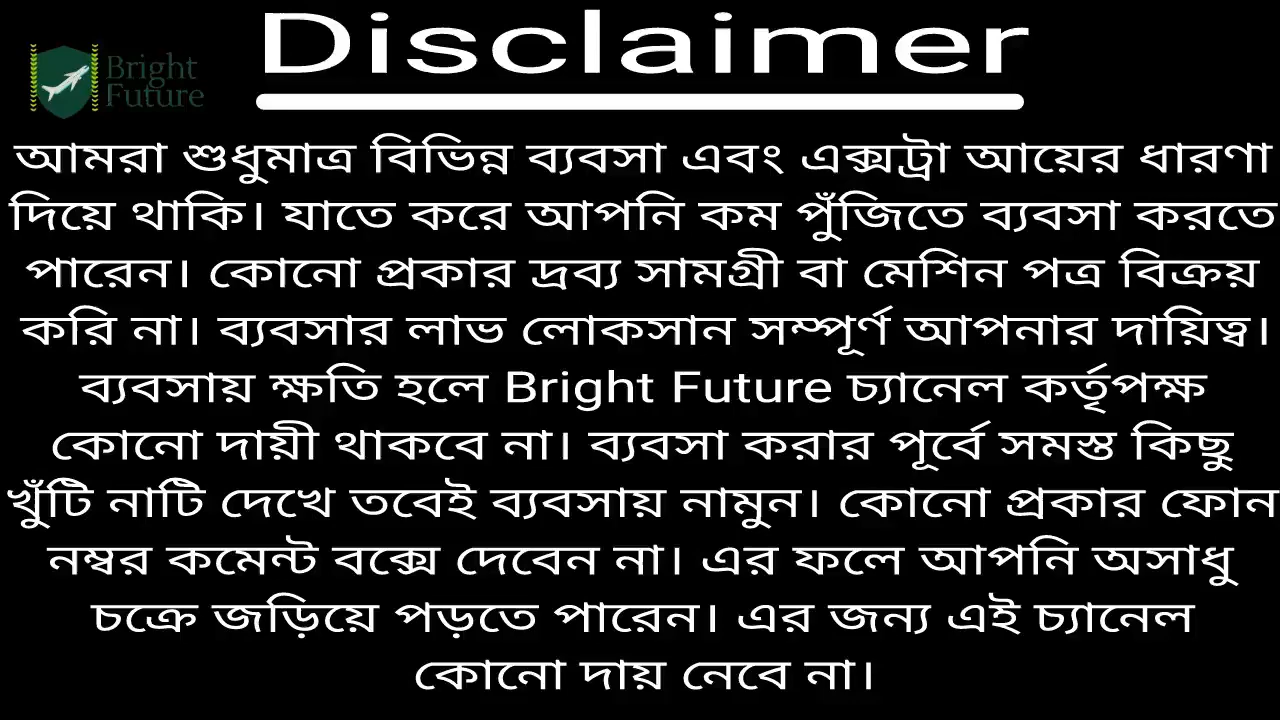 Disclaimer
Bright
Future
আমরা শুধুমাত্র বিভিন্ন ব্যবসা এবং এক্সট্রা আয়ের ধারণা
দিয়ে থাকি। যাতে করে আপনি কম পুঁজিতে ব্যবসা করতে
পারেন। কোনো প্রকার দ্রব্য সামগ্রী বা মেশিন পত্র বিক্রয়
করি না। ব্যবসার লাভ লোকসান সম্পূর্ণ আপনার দায়িত্ব।
ব্যবসায় ক্ষতি হলে Bright Future চ্যানেল কর্তৃপক্ষ
কোনো দায়ী থাকবে না। ব্যবসা করার পূর্বে সমস্ত কিছু
খুঁটি নাটি দেখে তবেই ব্যবসায় নামুন। কোনো প্রকার ফোন
নম্বর কমেন্ট বক্সে দেবেন না। এর ফলে আপনি অসাধু
চক্রে জড়িয়ে পড়তে পারেন। এর জন্য এই চ্যানেল
কোনো দায় নেবে না।